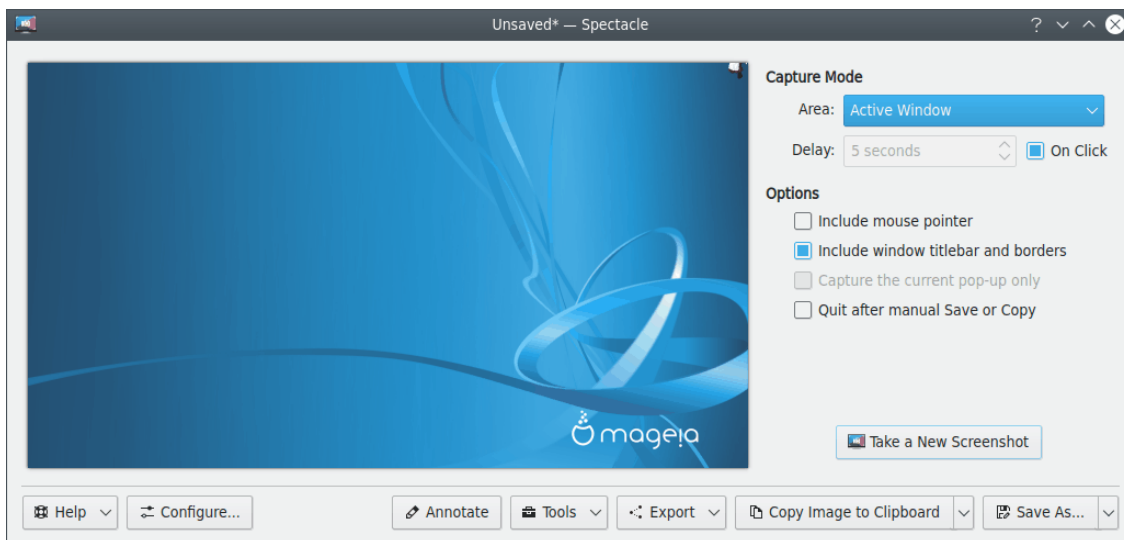 Unsaved* — Spectacle
Capture Mode
Area: Active Window
Delay: 5 seconds On Click
Options
Include mouse pointer
Include window titlebar and borders
Capture the current pop-up only
Quit after manual Save or Copy
mageia
Take a New Screenshot
Help Configure... Annotate Tools Export Copy Image to Clipboard Save As...